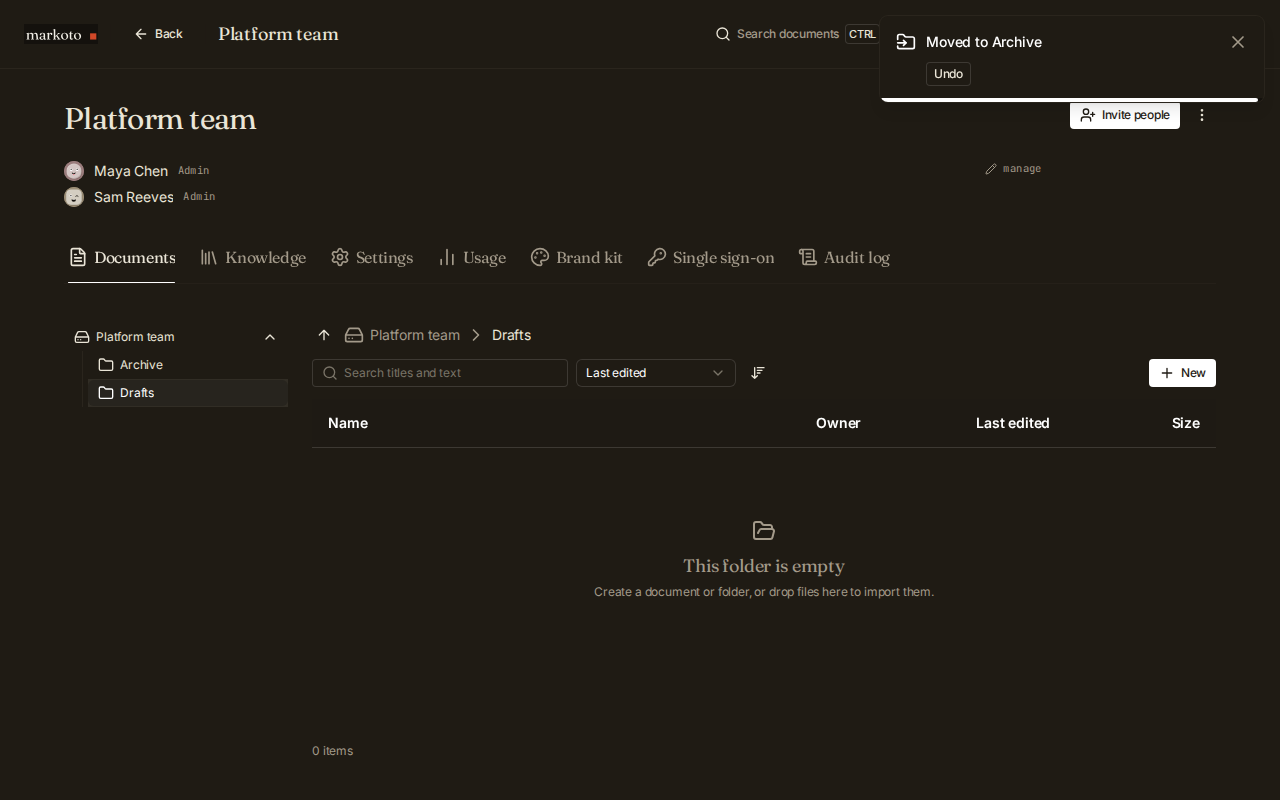 markoto
Back
Platform team
Search documents CTRL
Moved to Archive
Undo
Platform team
Invite people
Maya Chen Admin
manage
Sam Reeves Admin
Documents Knowledge Settings Usage Brand kit Single sign-on Audit log
Platform team
Archive
Drafts
Platform team Drafts
Search titles and text
Last edited
New
Name Owner Last edited Size
This folder is empty
Create a document or folder, or drop files here to import them.
0 items